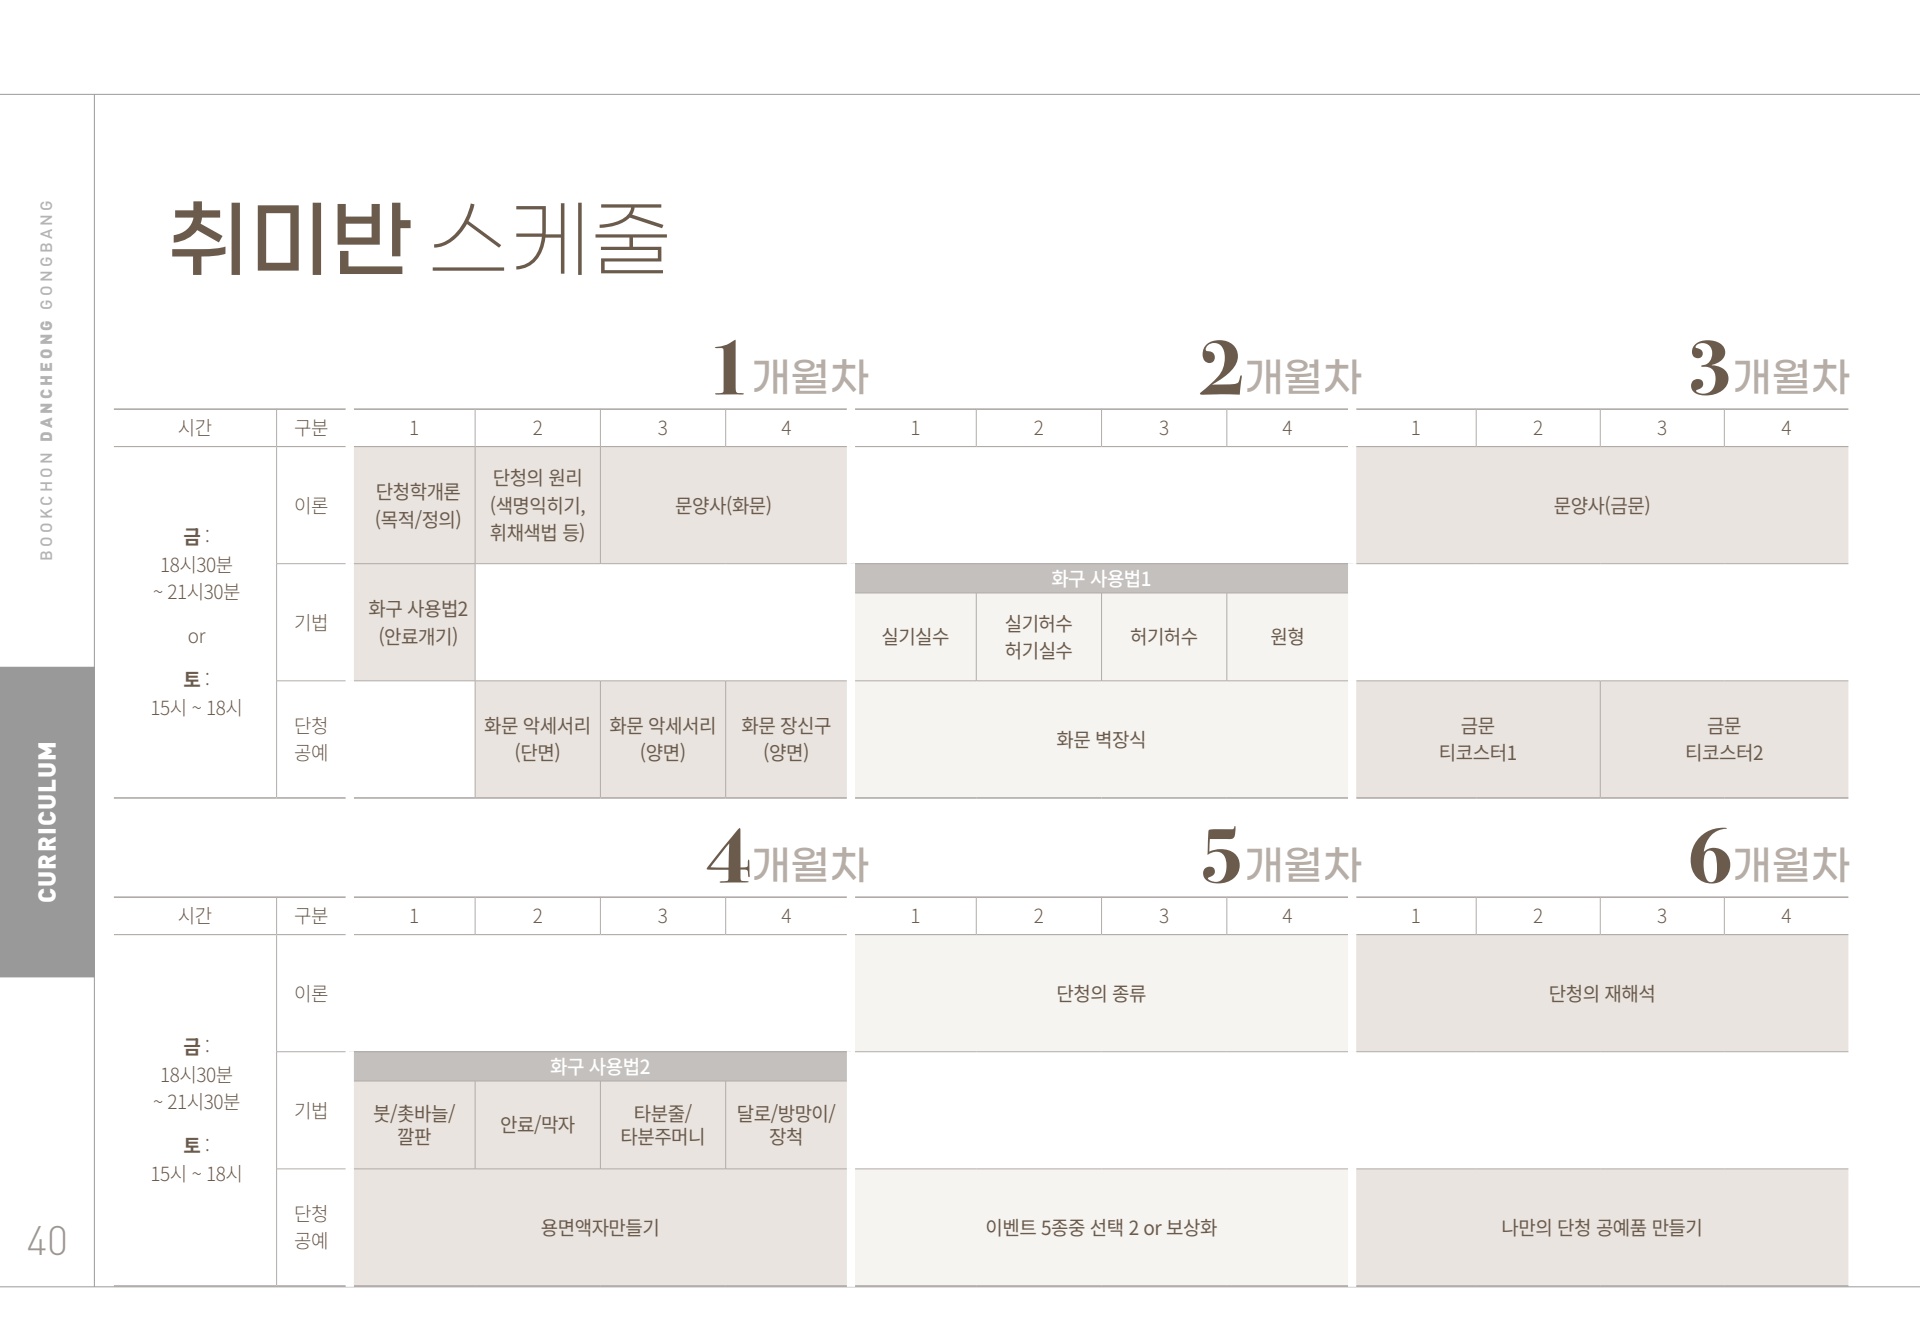 BOOKCHON DANCHEONG GONGBANG
CURRICULUM
40
취미반 스케줄
1개월차
2개월차
3개월차
시간
구분
1
2
3
4
1
2
3
4
1
2
3
4
금 :
18시30분
~ 21시30분
or
토 :
15시 ~ 18시
이론
단청학개론
(목적/정의)
단청의 원리
(색명익히기,
휘채색법 등)
문양사(화문)
문양사(금문)
기법
화구 사용법2
(안료개기)
화구 사용법1
실기실수
실기허수
허기실수
허기허수
원형
단청
공예
화문 악세서리
(단면)
화문 악세서리
(양면)
화문 장신구
(양면)
화문 벽장식
금문
티코스터1
금문
티코스터2
4개월차
5개월차
6개월차
시간
구분
1
2
3
4
1
2
3
4
1
2
3
4
금 :
18시30분
~ 21시30분
토 :
15시 ~ 18시
이론
단청의 종류
단청의 재해석
기법
화구 사용법2
붓/촛바늘/
깔판
안료/막자
타분줄/
타분주머니
달로/방망이/
장척
단청
공예
용면액자만들기
이벤트 5종중 선택 2 or 보상화
나만의 단청 공예품 만들기